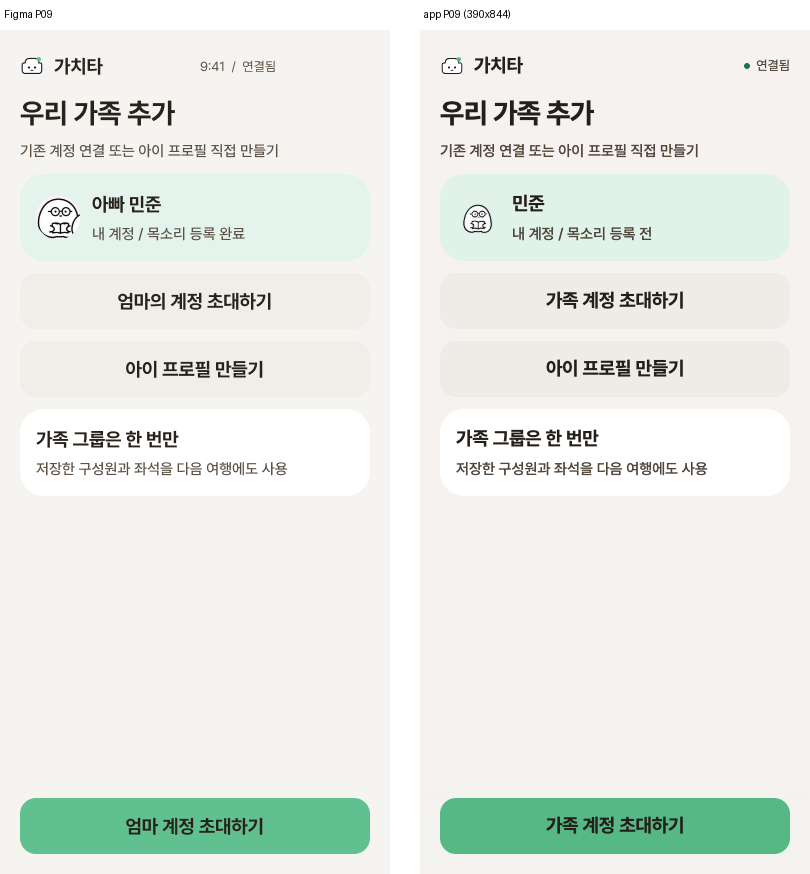 Figma P09
가치타
9:41 / 연결됨
우리 가족 추가
기존 계정 연결 또는 아이 프로필 직접 만들기
아빠 민준
내 계정 / 목소리 등록 완료
엄마의 계정 초대하기
아이 프로필 만들기
가족 그룹은 한 번만
저장한 구성원과 좌석을 다음 여행에도 사용
엄마 계정 초대하기
app P09 (390x844)
가치타
연결됨
우리 가족 추가
기존 계정 연결 또는 아이 프로필 직접 만들기
민준
내 계정 / 목소리 등록 전
가족 계정 초대하기
아이 프로필 만들기
가족 그룹은 한 번만
저장한 구성원과 좌석을 다음 여행에도 사용
가족 계정 초대하기